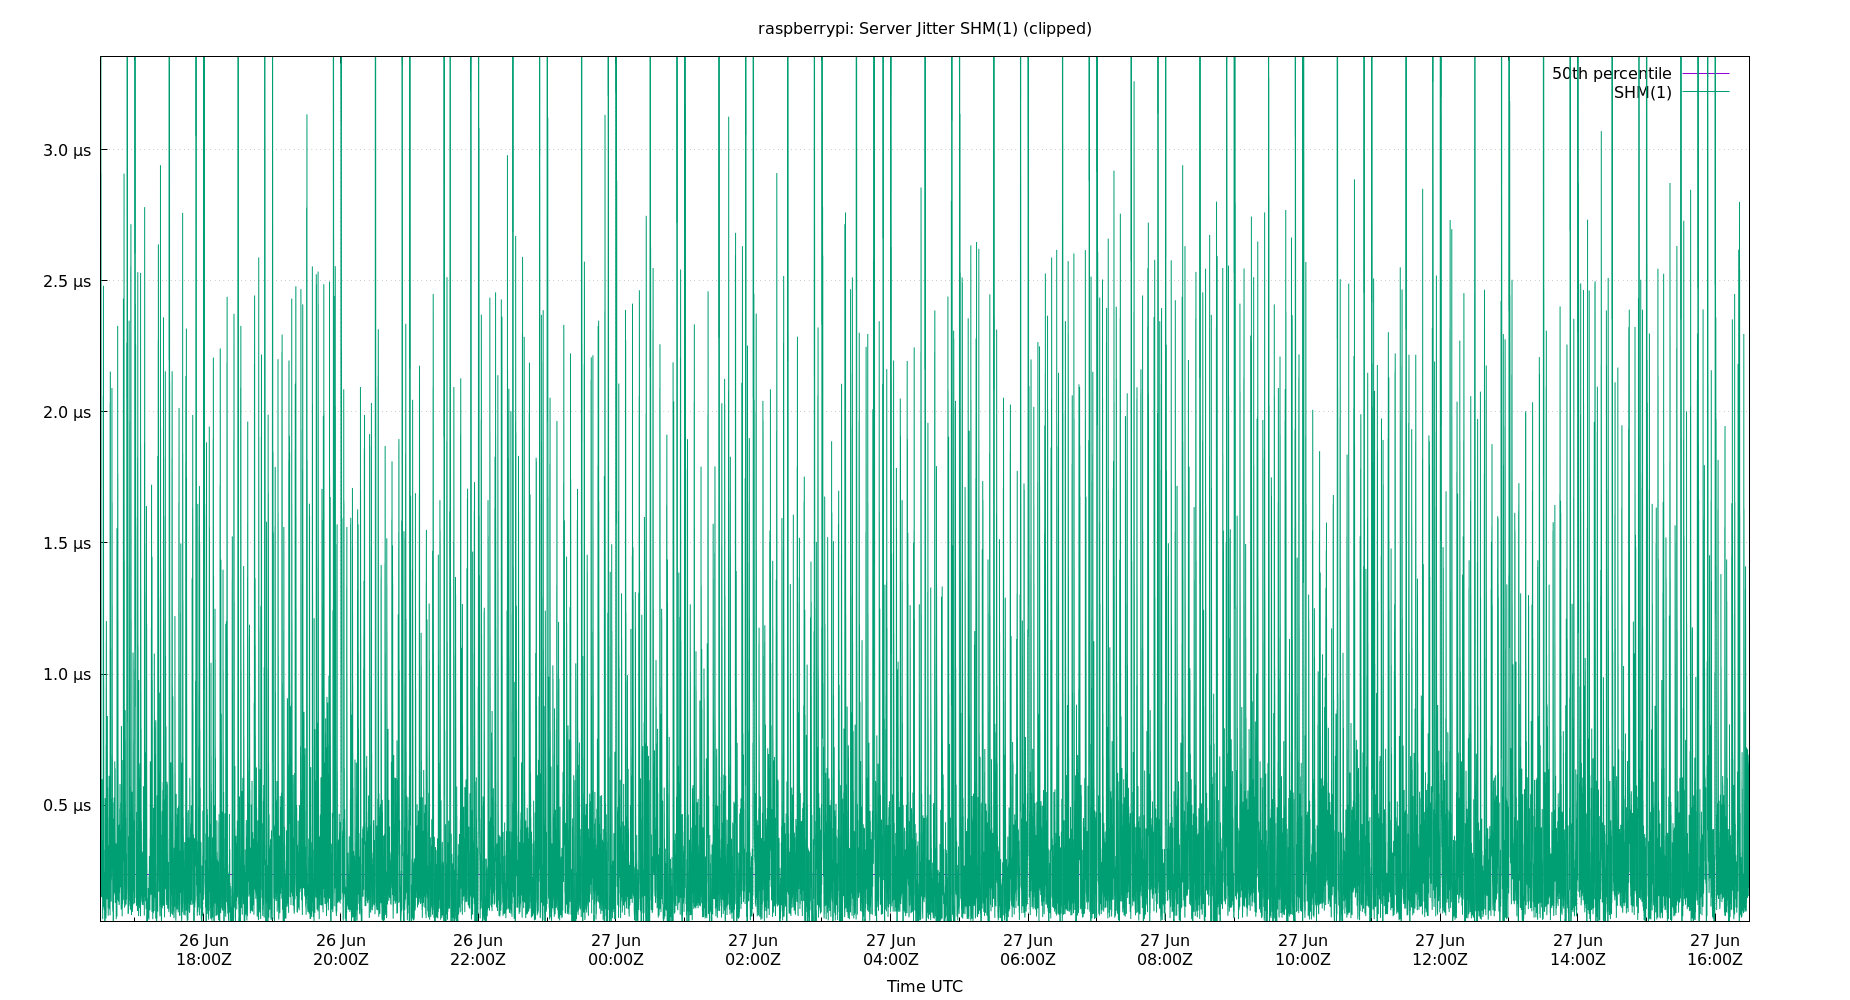 raspberrypi: Server Jitter SHM(1) (clipped)
50th percentile
SHM(1)
3.0 µs
2.5 µs
2.0 µs
1.5 µs
1.0 µs
0.5 µs
26 Jun 26 Jun 26 Jun 27 Jun 27 Jun 27 Jun 27 Jun 27 Jun 27 Jun 27 Jun 27 Jun 27 Jun
18:00Z 20:00Z 22:00Z 00:00Z 02:00Z 04:00Z 06:00Z 08:00Z 10:00Z 12:00Z 14:00Z 16:00Z
Time UTC